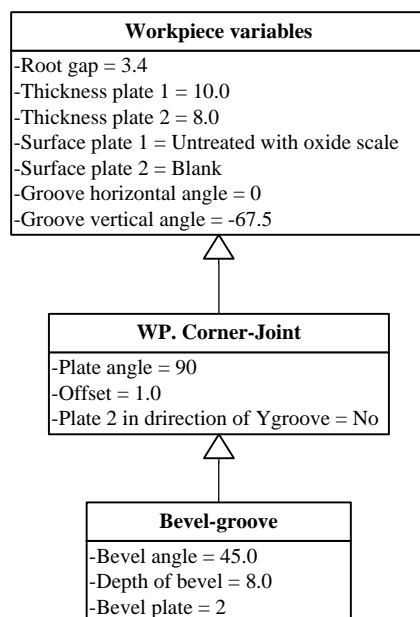 Workpiece variables
-Root gap = 3.4
-Thickness plate 1 = 10.0
-Thickness plate 2 = 8.0
-Surface plate 1 = Untreated with oxide scale
-Surface plate 2 = Blank
-Groove horizontal angle = 0
-Groove vertical angle = -67.5
WP. Corner-Joint
-Plate angle = 90
-Offset = 1.0
-Plate 2 in drirection of Ygroove = No
Bevel-groove
-Bevel angle = 45.0
-Depth of bevel = 8.0
-Bevel plate = 2